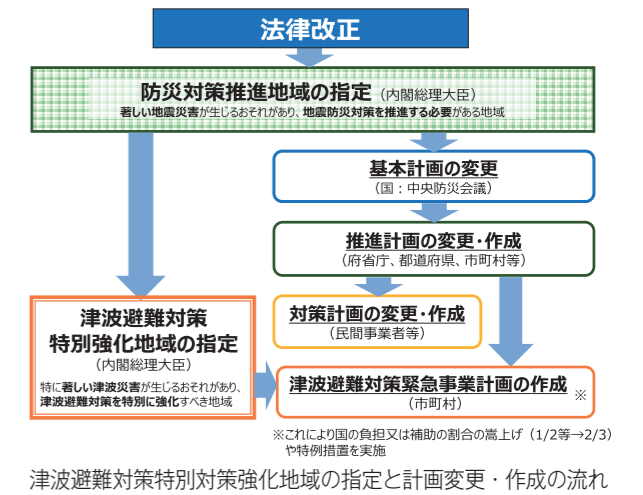 法律改正
防災対策推進地域の指定（内閣総理大臣）
著しい地震災害が生じるおそれがあり、地震防災対策を推進する必要がある地域
基本計画の変更
（国：中央防災会議）
推進計画の変更・作成
（府省庁、都道府県、市町村等）
津波避難対策
特別強化地域の指定
（内閣総理大臣）
特に著しい津波災害が生じるおそれがあり、
津波避難対策を特別に強化すべき地域
対策計画の変更・作成
（民間事業者等）
津波避難対策緊急事業計画の作成
（市町村）
※
※これにより国の負担又は補助の割合の嵩上げ（1/2等→2/3）
や特例措置を実施
津波避難対策特別対策強化地域の指定と計画変更・作成の流れ